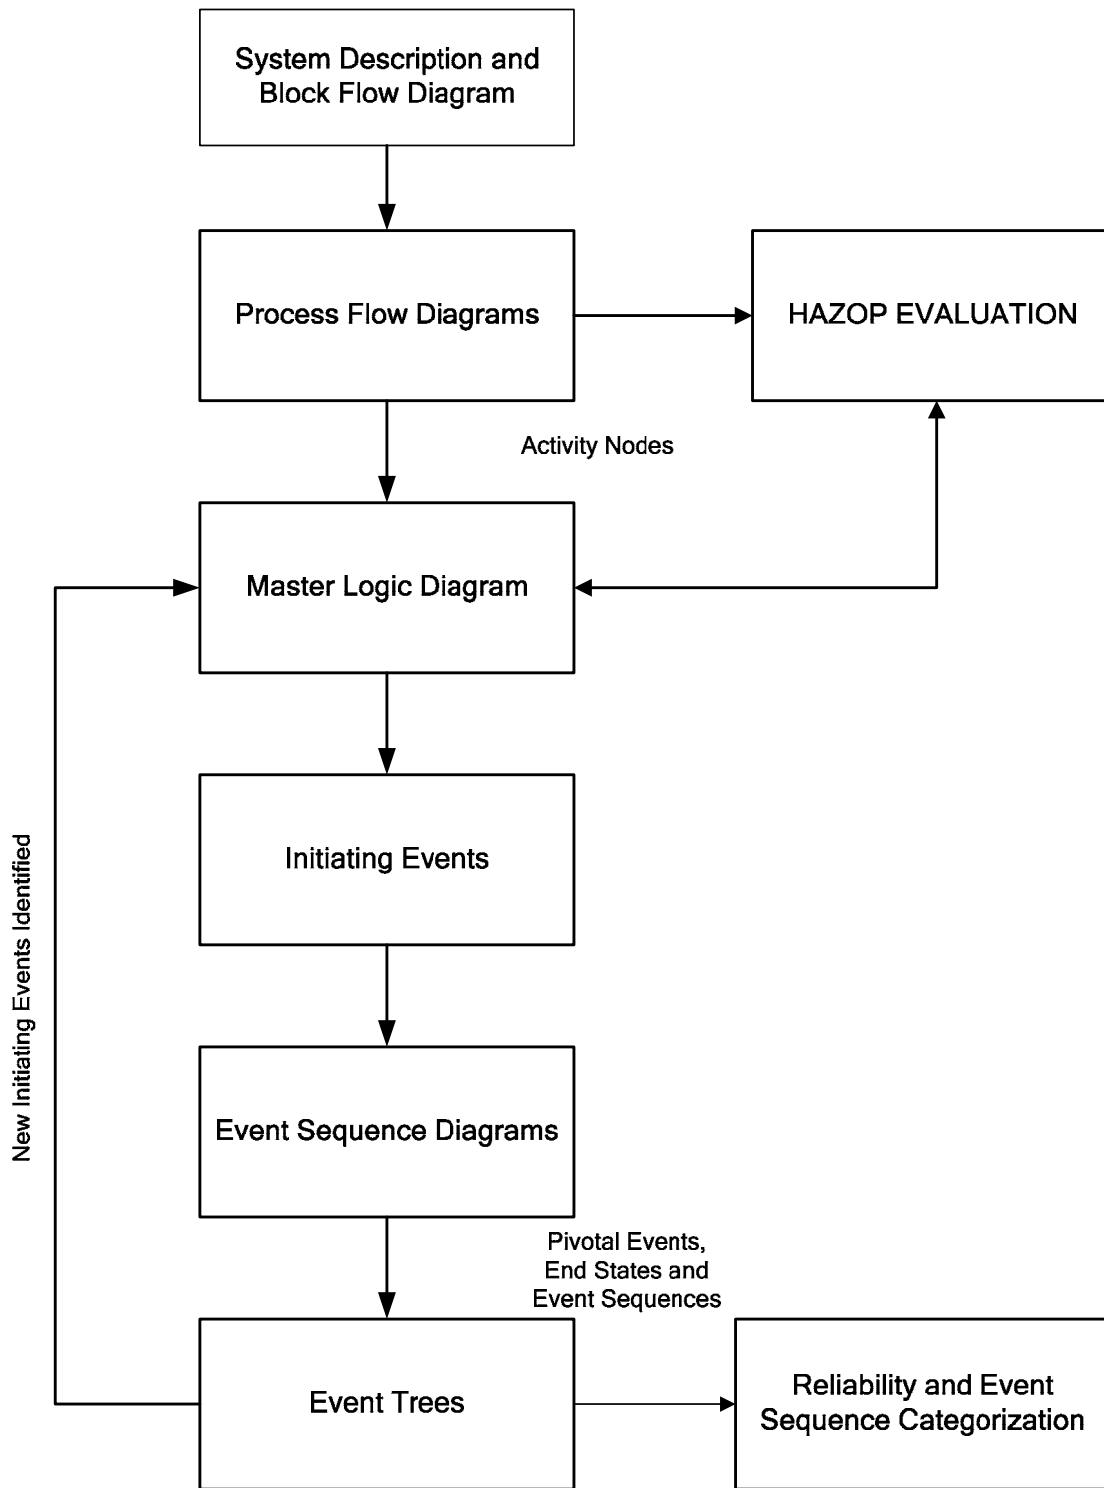 System Description and
Block Flow Diagram
Process Flow Diagrams
HAZOP EVALUATION
Activity Nodes
Master Logic Diagram
Initiating Events
New Initiating Events Identified
Event Sequence Diagrams
Pivotal Events,
End States and
Event Sequences
Event Trees
Reliability and Event
Sequence Categorization